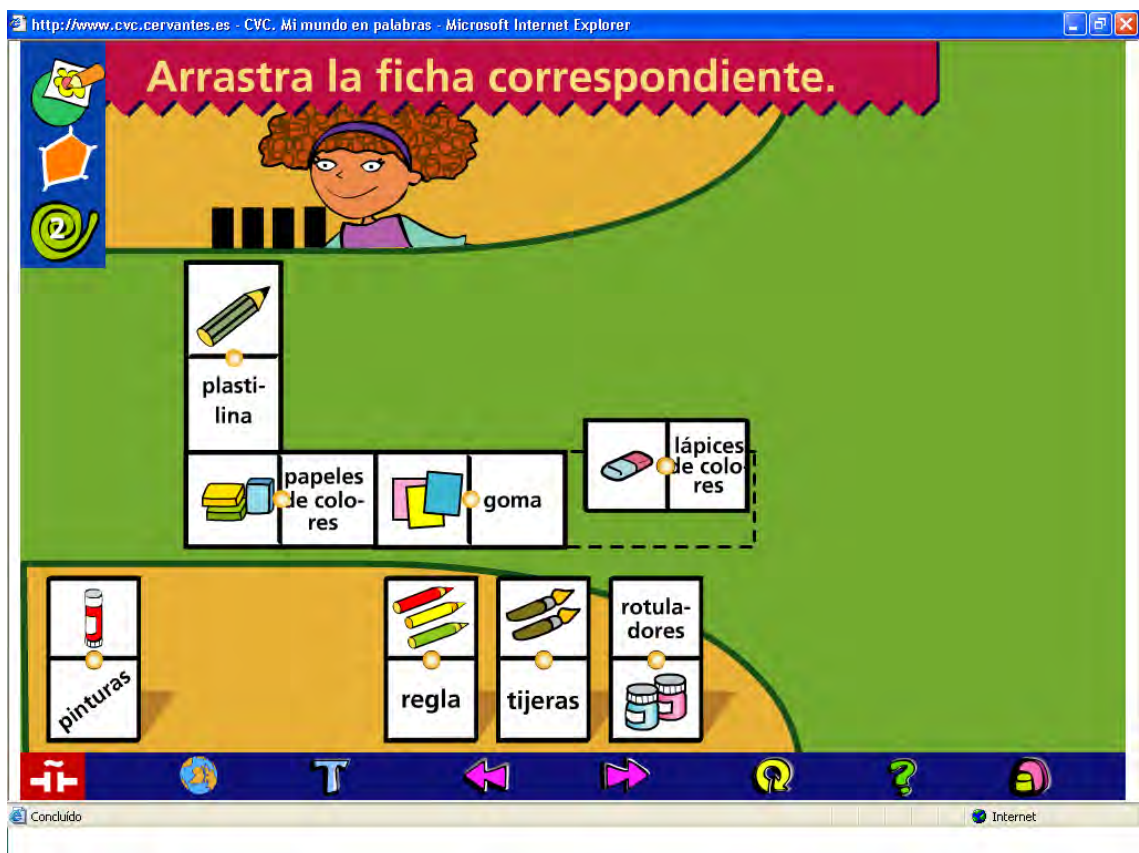 http://www.cvc.cervantes.es - CVC. Mi mundo en palabras - Microsoft Internet Explorer
Arrastra la ficha correspondiente.
2
plasti-
lina
papeles
de colo-
res
goma
lápices
de colo-
res
pinturas
regla
tijeras
rotula-
dores
Concluído
Internet